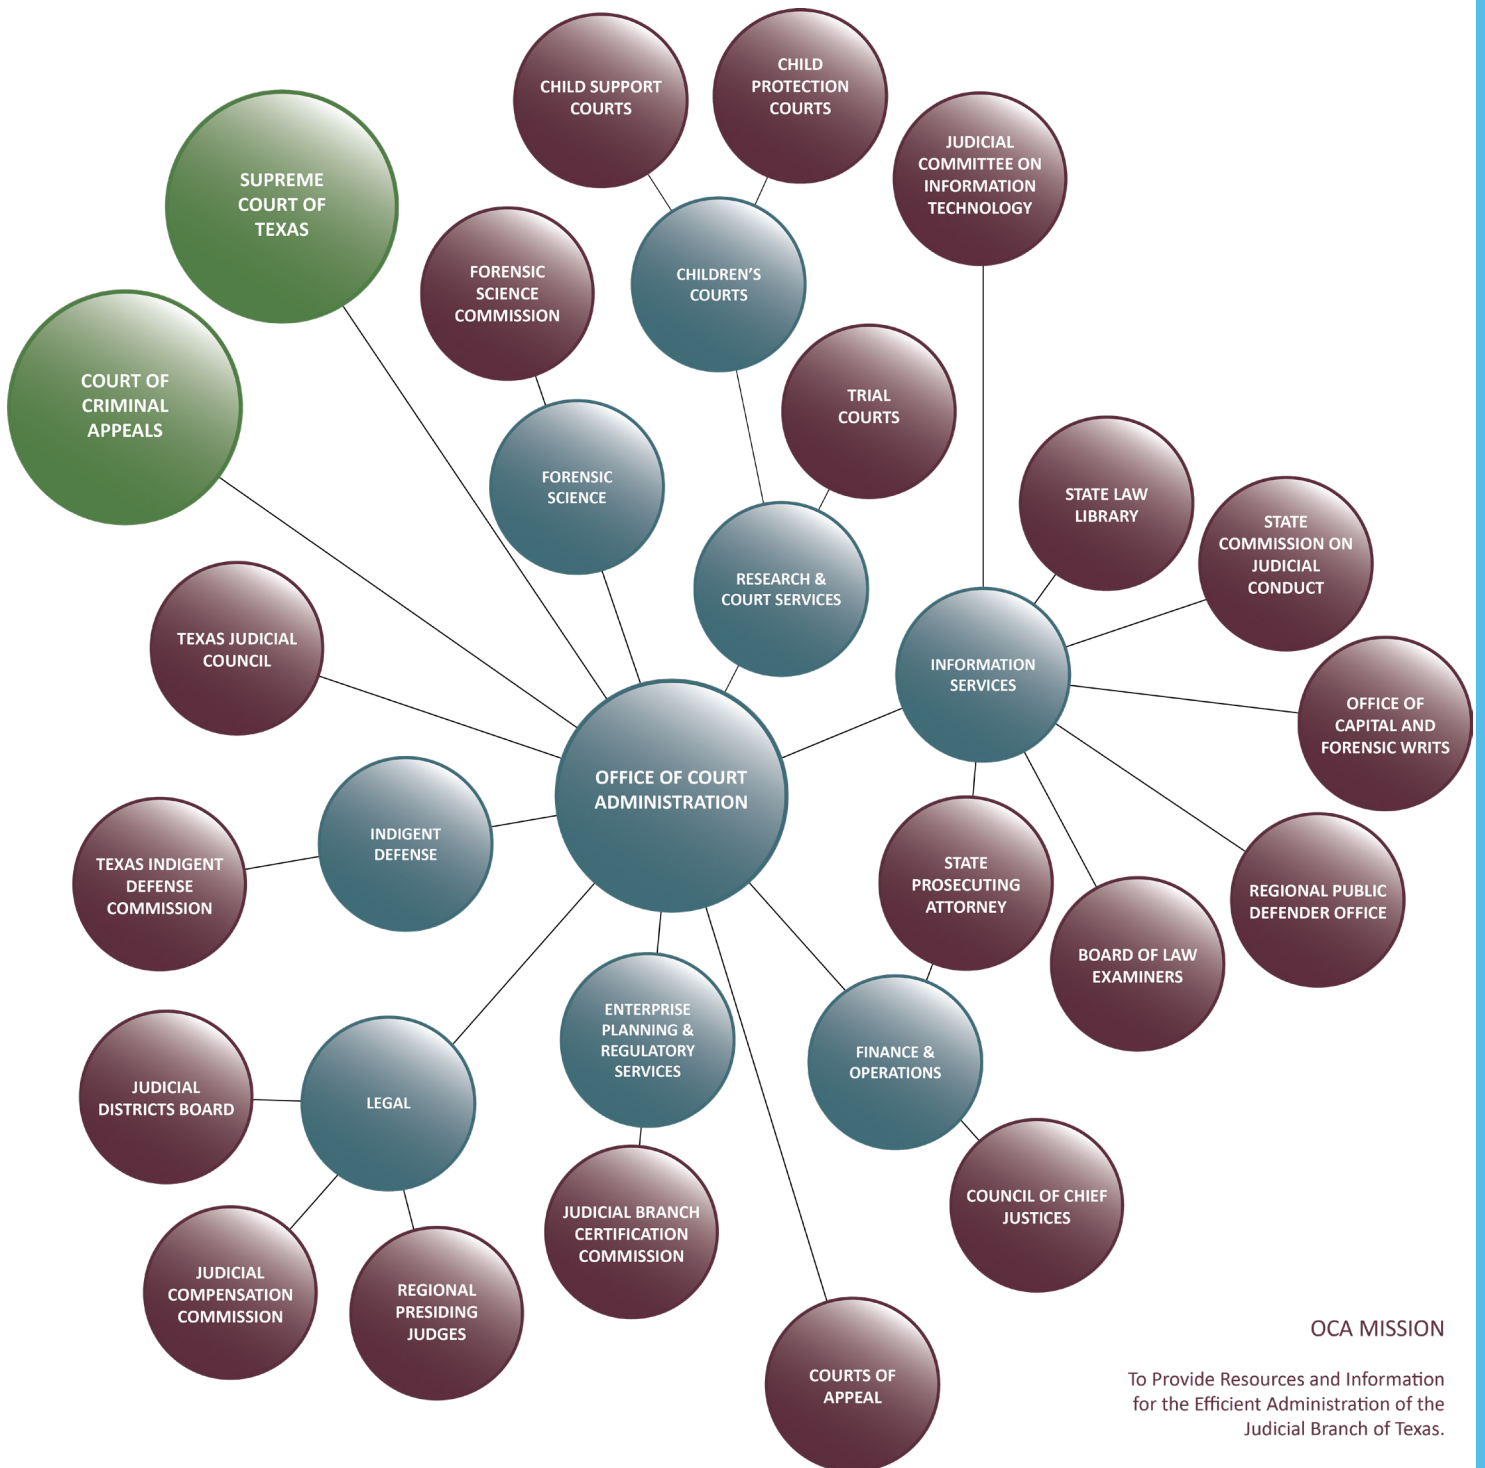 CHILD SUPPORT
COURTS
CHILD
PROTECTION
COURTS
JUDICIAL
COMMITTEE ON
INFORMATION
TECHNOLOGY
SUPREME
COURT OF
TEXAS
FORENSIC
SCIENCE
COMMISSION
CHILDREN'S
COURTS
COURT OF
CRIMINAL
APPEALS
TRIAL
COURTS
FORENSIC
SCIENCE
STATE LAW
LIBRARY
STATE
COMMISSION ON
JUDICIAL
CONDUCT
RESEARCH &
COURT SERVICES
TEXAS JUDICIAL
COUNCIL
INFORMATION
SERVICES
OFFICE OF
CAPITAL AND
FORENSIC WRITS
OFFICE OF COURT
ADMINISTRATION
INDIGENT
DEFENSE
TEXAS INDIGENT
DEFENSE
COMMISSION
STATE
PROSECUTING
ATTORNEY
REGIONAL PUBLIC
DEFENDER OFFICE
BOARD OF LAW
EXAMINERS
ENTERPRISE
PLANNING &
REGULATORY
SERVICES
FINANCE &
OPERATIONS
JUDICIAL
DISTRICTS BOARD
LEGAL
COUNCIL OF CHIEF
JUSTICES
JUDICIAL BRANCH
CERTIFICATION
COMMISSION
JUDICIAL
COMPENSATION
COMMISSION
REGIONAL
PRESIDING
JUDGES
COURTS OF
APPEAL
OCA MISSION
To Provide Resources and Information
for the Efficient Administration of the
Judicial Branch of Texas.